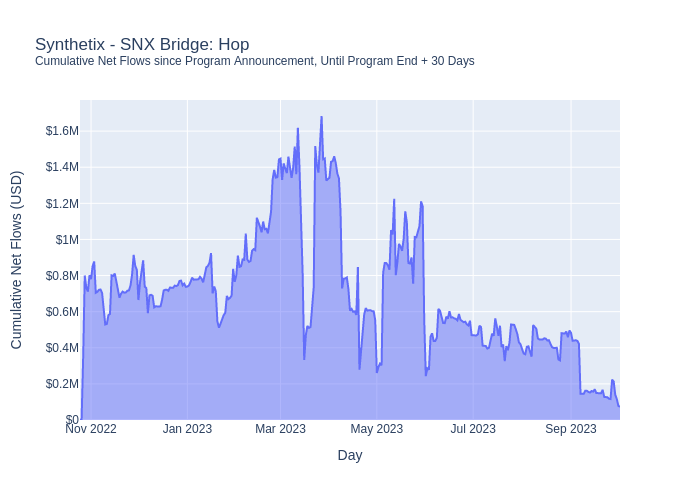 Synthetix - SNX Bridge: Hop
Cumulative Net Flows since Program Announcement, Until Program End + 30 Days
Cumulative Net Flows (USD)
$1.6M
$1.4M
$1.2M
$1M
$0.8M
$0.6M
$0.4M
$0.2M
$0
Nov 2022 Jan 2023 Mar 2023 May 2023 Jul 2023 Sep 2023
Day